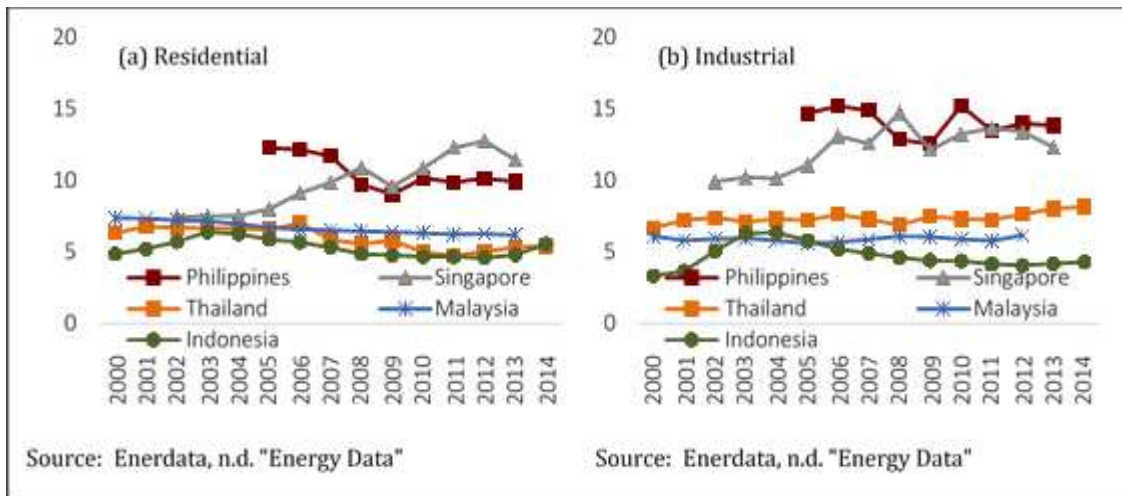 (a) Residential
20
15
10
5
0
Philippines
Singapore
Thailand
Malaysia
Indonesia
2000
2001
2002
2003
2004
2005
2006
2007
2008
2009
2010
2011
2012
2013
2014
Source: Enerdata, n.d. "Energy Data"
(b) Industrial
20
15
10
5
0
Philippines
Singapore
Thailand
Malaysia
Indonesia
2000
2001
2002
2003
2004
2005
2006
2007
2008
2009
2010
2011
2012
2013
2014
Source: Enerdata, n.d. "Energy Data"